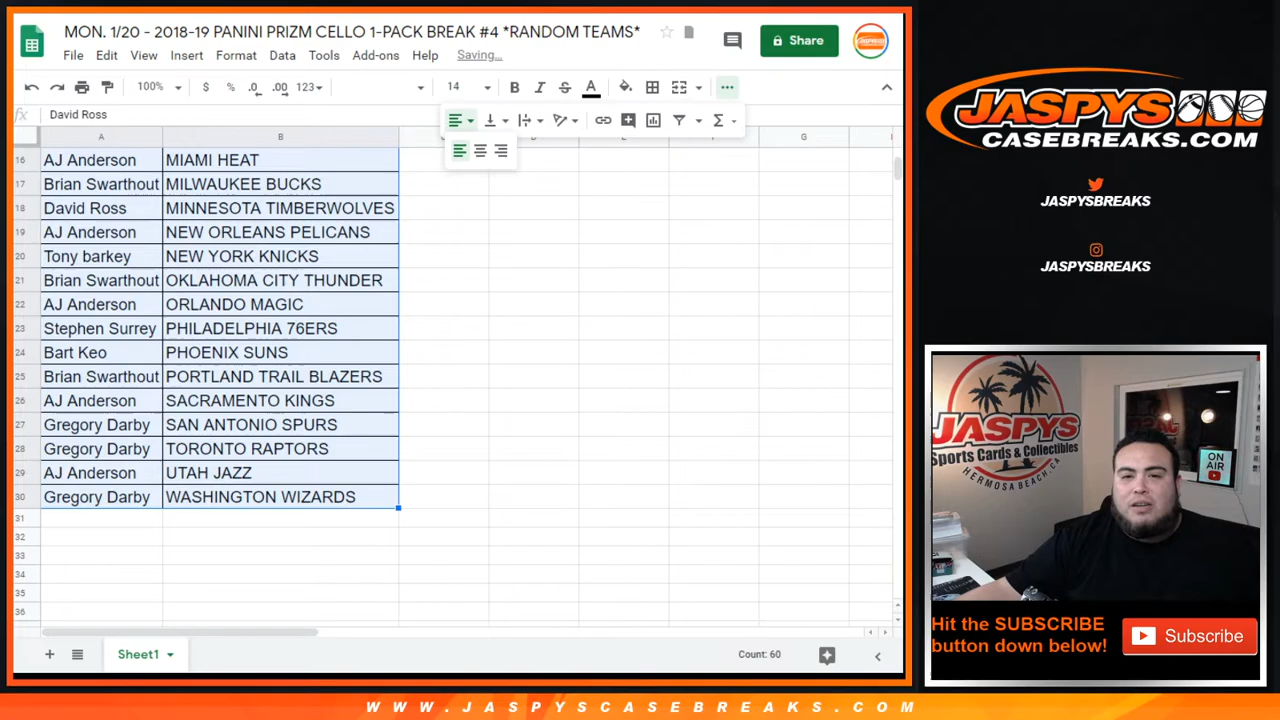 MON. 1/20 - 2018-19 PANINI PRIZM CELLO 1-PACK BREAK #4 *RANDOM TEAMS*
File Edit View Insert Format Data Tools Add-ons Help Saving...
Share
100% $ % .0 .00 123 14 B I S A
fx David Ross
A B F G
16 AJ Anderson MIAMI HEAT
17 Brian Swarthout MILWAUKEE BUCKS
18 David Ross MINNESOTA TIMBERWOLVES
19 AJ Anderson NEW ORLEANS PELICANS
20 Tony barkey NEW YORK KNICKS
21 Brian Swarthout OKLAHOMA CITY THUNDER
22 AJ Anderson ORLANDO MAGIC
23 Stephen Surrey PHILADELPHIA 76ERS
24 Bart Keo PHOENIX SUNS
25 Brian Swarthout PORTLAND TRAIL BLAZERS
26 AJ Anderson SACRAMENTO KINGS
27 Gregory Darby SAN ANTONIO SPURS
28 Gregory Darby TORONTO RAPTORS
29 AJ Anderson UTAH JAZZ
30 Gregory Darby WASHINGTON WIZARDS
31
32
33
34
35
36
Sheet1
Count: 60
JASPYS
CASEBREAKS.COM
JASPYSBREAKS
JASPYSBREAKS
JASPYS
Sports Cards & Collectibles
HERMOSA BEACH, CA
ON
AIR
Hit the SUBSCRIBE
button down below!
Subscribe
WWW.JASPYSCASEBREAKS.COM